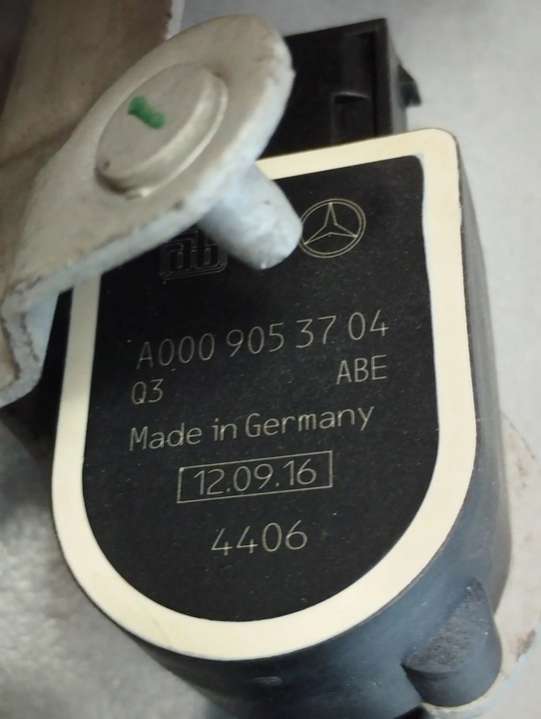 A000 905 37 04
Q3 ABE
Made in Germany
12.09.16
4406